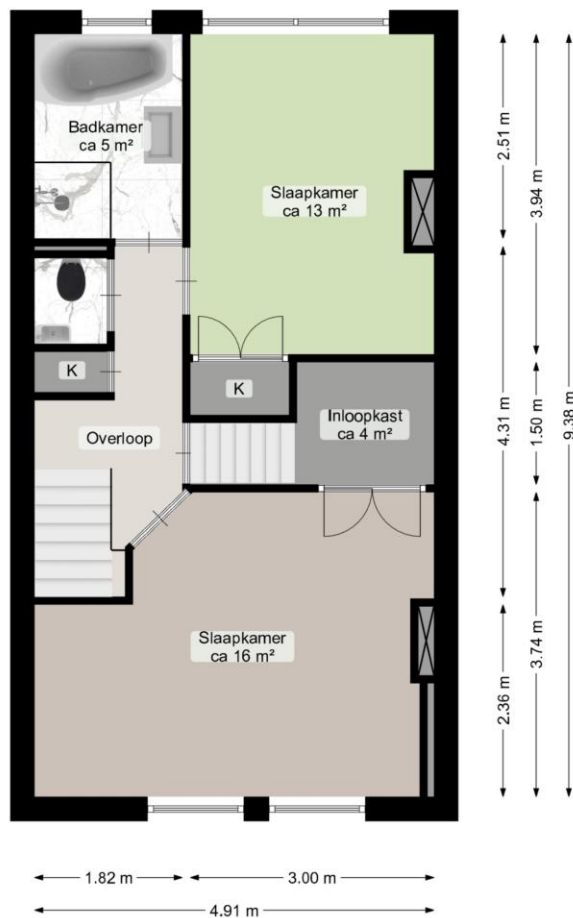 Badkamer
ca 5 m²
Slaapkamer
ca 13 m²
K
K
Inloopkast
ca 4 m²
Overloop
Slaapkamer
ca 16 m²
2.51 m
3.94 m
4.31 m
1.50 m
9.38 m
2.36 m
3.74 m
1.82 m
3.00 m
4.91 m